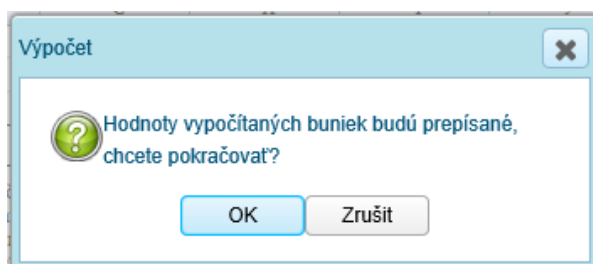 Výpočet
Hodnoty vypočítaných buniek budú prepísané,
chcete pokračovať?
OK
Zrušit